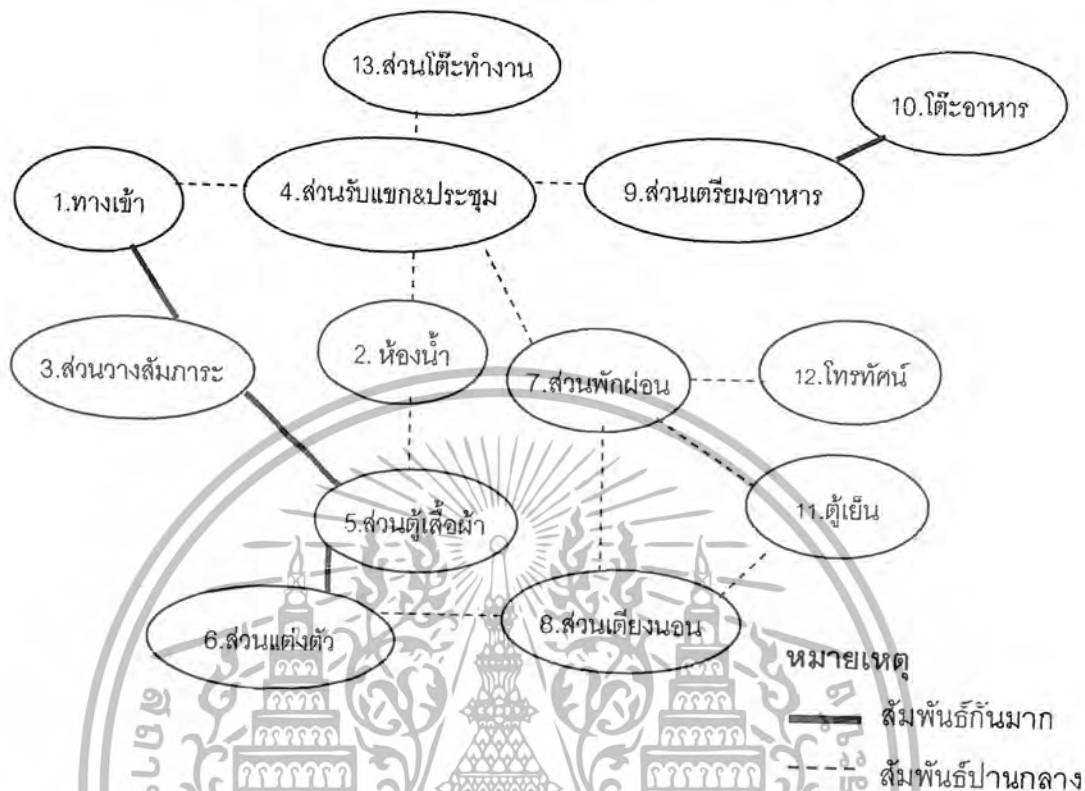 13.ส่วนโต๊ะทำงาน
10.โต๊ะอาหาร
1.ทางเข้า
4.ส่วนรับแขก&ประชุม
9.ส่วนเตรียมอาหาร
3.ส่วนวางสัมภาระ
2. ห้องน้ำ
7.ส่วนพักผ่อน
12.โทรทัศน์
5.ส่วนตู้เสื้อผ้า
11.ตู้เย็น
6.ส่วนแต่งตัว
8.ส่วนเตียงนอน
หมายเหตุ
สัมพันธ์กันมาก
สัมพันธ์ปานกลาง